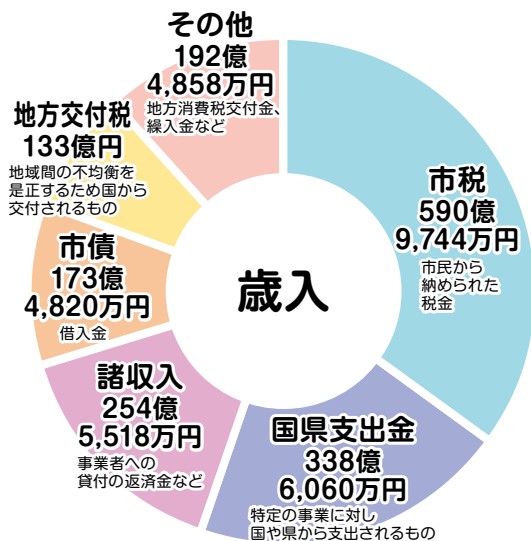 歳入
市税
590億
9,744万円
市民から
納められた
税金
国県支出金
338億
6,060万円
特定の事業に対し
国や県から支出されるもの
諸収入
254億
5,518万円
事業者への
貸付の返済金など
市債
173億
4,820万円
借入金
地方交付税
133億円
地域間の不均衡を
是正するため国から
交付されるもの
その他
192億
4,858万円
地方消費税交付金、
繰入金など